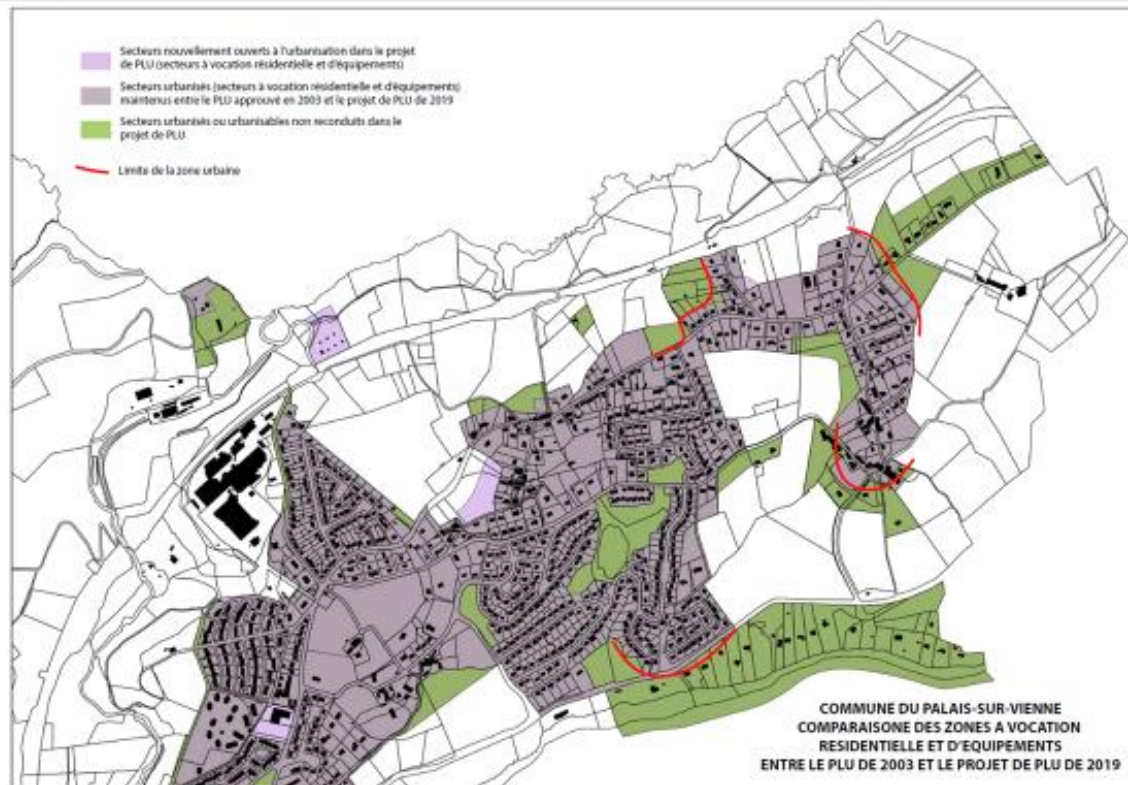 Secteurs nouvellement ouverts à l'urbanisation dans le projet
de PLU (secteurs à vocation résidentielle et d'équipements)
Secteurs urbanisés (secteurs à vocation résidentielle et d'équipements)
maintenus entre le PLU approuvé en 2003 et le projet de PLU de 2019
Secteurs urbanisés ou urbanisables non reconduits dans le
projet de PLU
Limite de la zone urbaine
COMMUNE DU PALAIS-SUR-VIENNE
COMPARAISONE DES ZONES A VOCATION
RESIDENTIELLE ET D'EQUIPEMENTS
ENTRE LE PLU DE 2003 ET LE PROJET DE PLU DE 2019